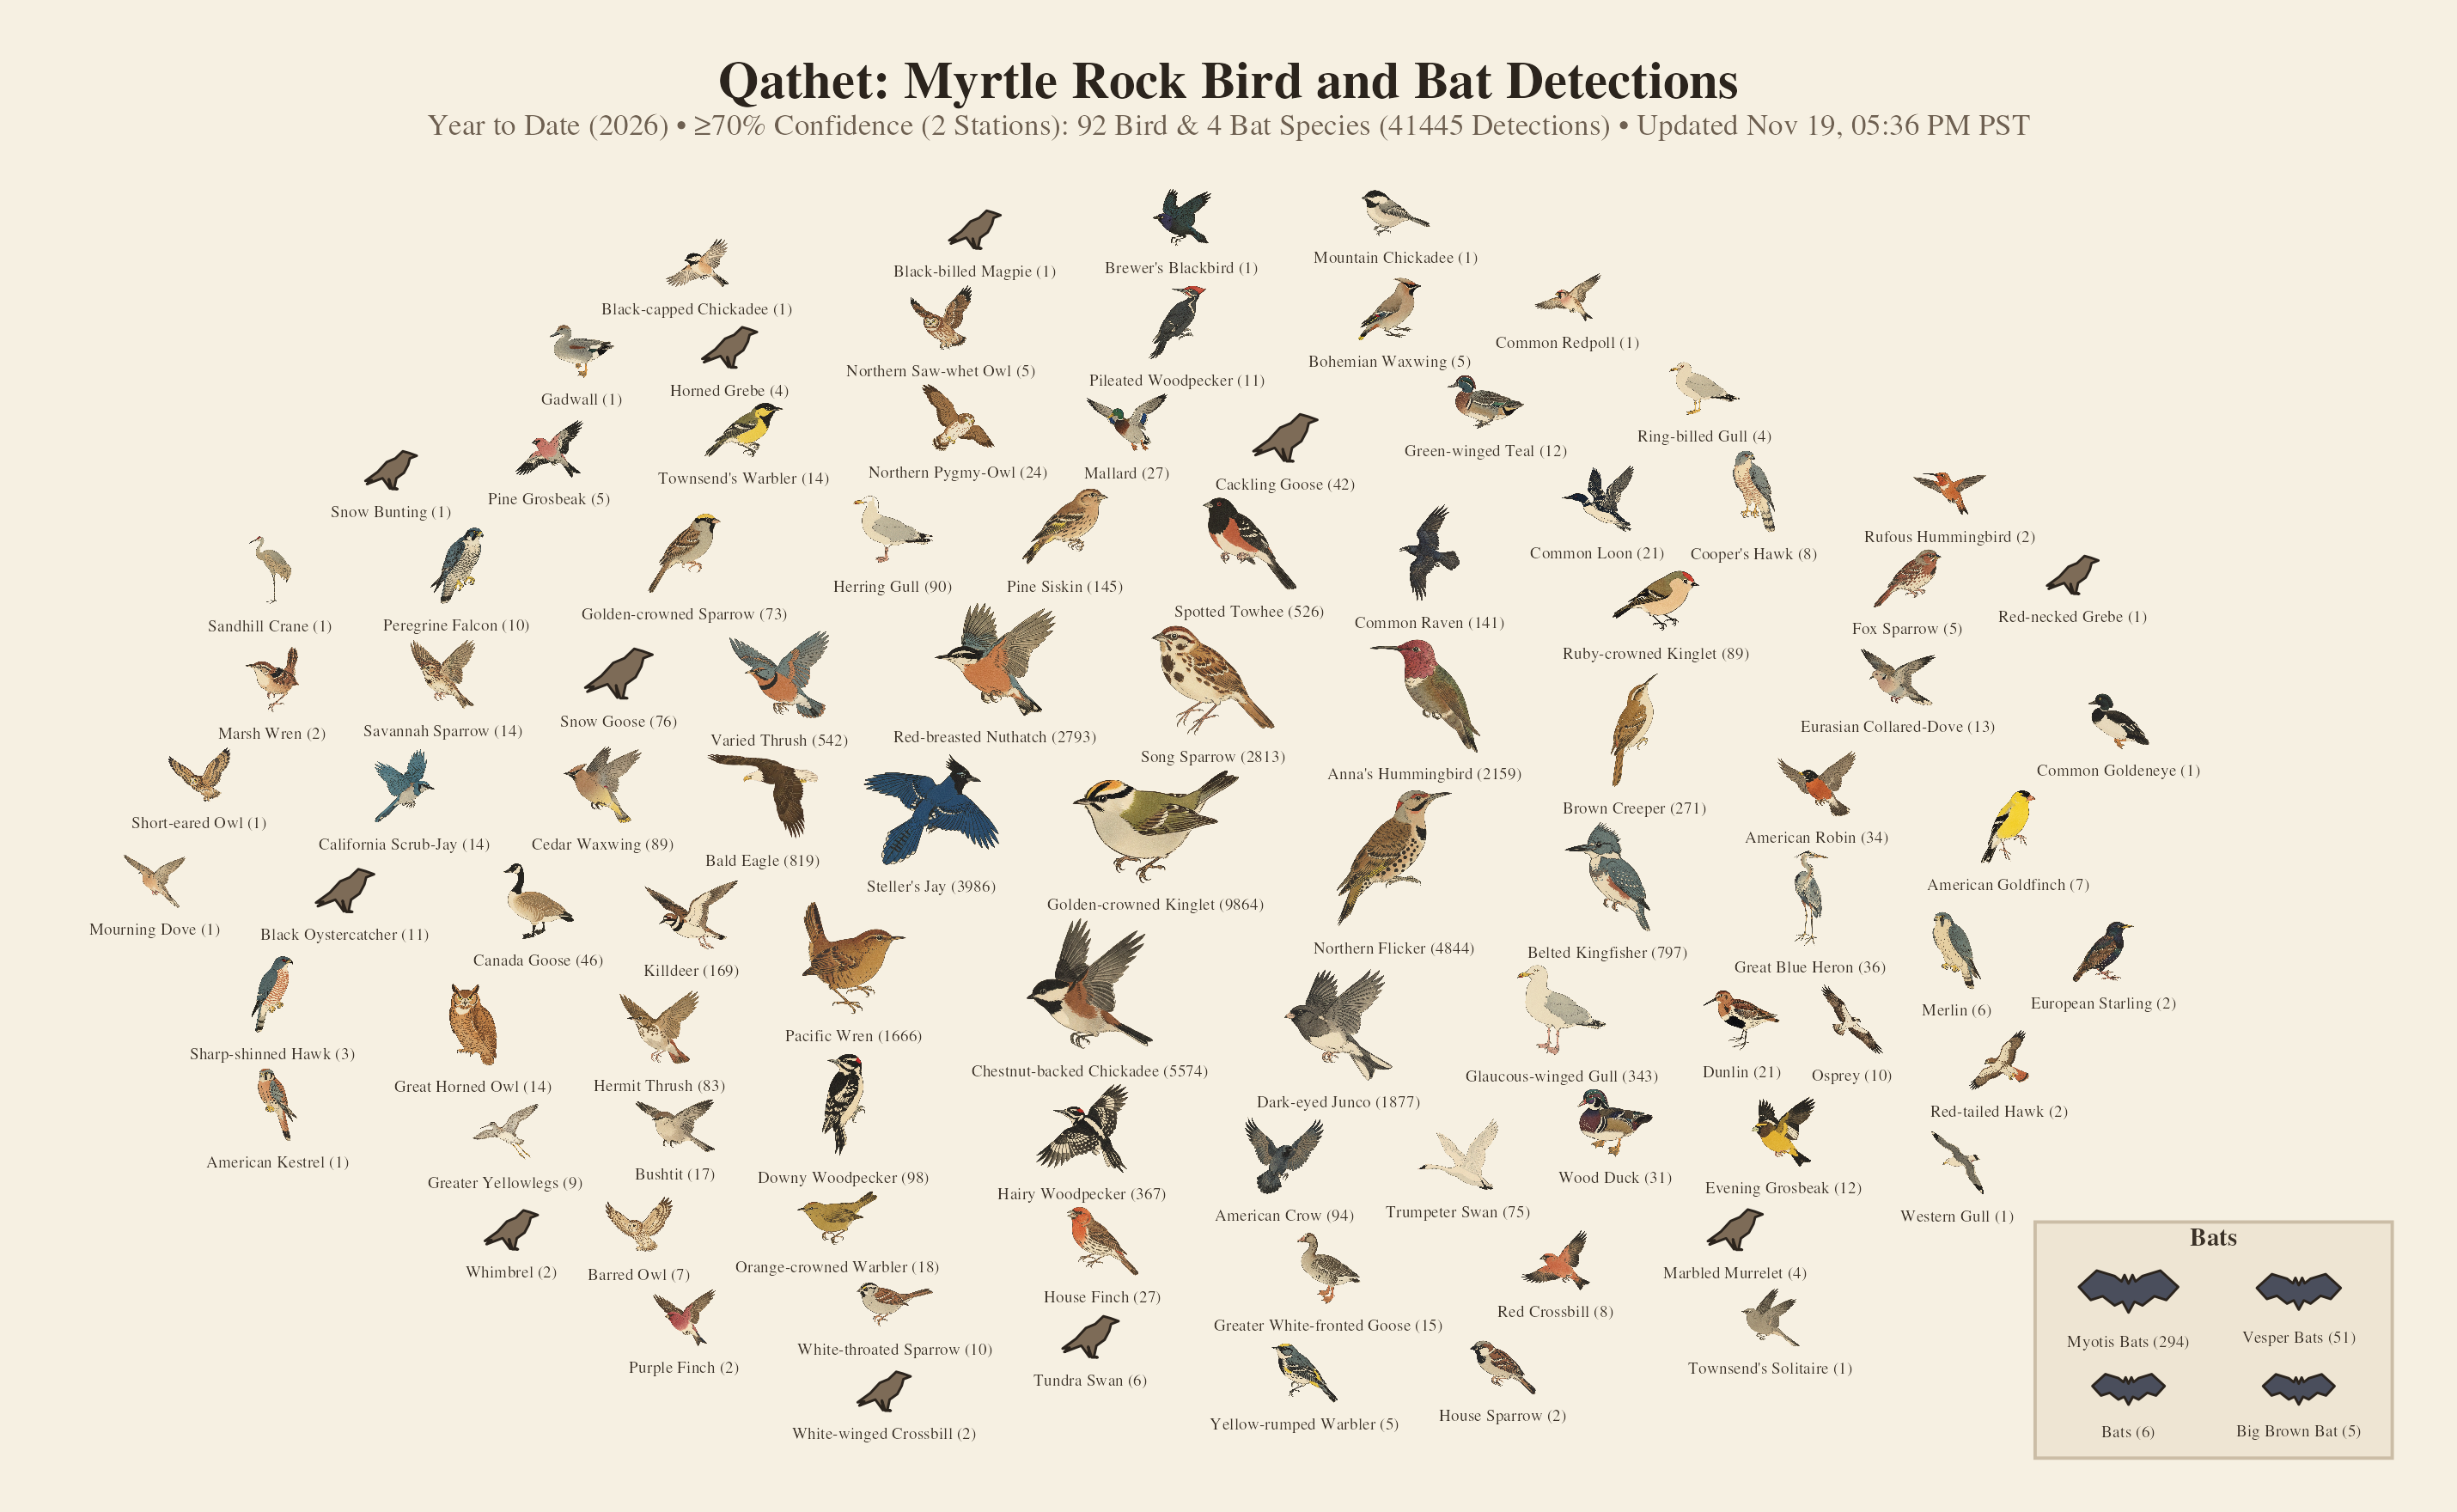 Qathet: Myrtle Rock Bird and Bat Detections
Year to Date (2026) • ≥70% Confidence (2 Stations): 92 Bird & 4 Bat Species (41445 Detections) • Updated Nov 19, 05:36 PM PST
Mountain Chickadee (1)
Brewer's Blackbird (1)
Black-billed Magpie (1)
Black-capped Chickadee (1)
Common Redpoll (1)
Bohemian Waxwing (5)
Northern Saw-whet Owl (5)
Pileated Woodpecker (11)
Horned Grebe (4)
Gadwall (1)
Ring-billed Gull (4)
Green-winged Teal (12)
Northern Pygmy-Owl (24)
Mallard (27)
Townsend's Warbler (14)
Cackling Goose (42)
Pine Grosbeak (5)
Snow Bunting (1)
Rufous Hummingbird (2)
Common Loon (21)
Cooper's Hawk (8)
Herring Gull (90)
Pine Siskin (145)
Spotted Towhee (526)
Golden-crowned Sparrow (73)
Red-necked Grebe (1)
Common Raven (141)
Sandhill Crane (1)
Peregrine Falcon (10)
Fox Sparrow (5)
Ruby-crowned Kinglet (89)
Snow Goose (76)
Eurasian Collared-Dove (13)
Savannah Sparrow (14)
Marsh Wren (2)
Red-breasted Nuthatch (2793)
Varied Thrush (542)
Song Sparrow (2813)
Common Goldeneye (1)
Anna's Hummingbird (2159)
Brown Creeper (271)
Short-eared Owl (1)
American Robin (34)
California Scrub-Jay (14)
Cedar Waxwing (89)
Bald Eagle (819)
American Goldfinch (7)
Steller's Jay (3986)
Golden-crowned Kinglet (9864)
Mourning Dove (1)
Black Oystercatcher (11)
Northern Flicker (4844)
Belted Kingfisher (797)
Canada Goose (46)
Great Blue Heron (36)
Killdeer (169)
European Starling (2)
Merlin (6)
Pacific Wren (1666)
Sharp-shinned Hawk (3)
Chestnut-backed Chickadee (5574)
Dunlin (21)
Osprey (10)
Glaucous-winged Gull (343)
Great Horned Owl (14)
Hermit Thrush (83)
Dark-eyed Junco (1877)
Red-tailed Hawk (2)
American Kestrel (1)
Bushtit (17)
Downy Woodpecker (98)
Wood Duck (31)
Greater Yellowlegs (9)
Evening Grosbeak (12)
Hairy Woodpecker (367)
Trumpeter Swan (75)
American Crow (94)
Western Gull (1)
Bats
Orange-crowned Warbler (18)
Whimbrel (2)
Marbled Murrelet (4)
Barred Owl (7)
House Finch (27)
Red Crossbill (8)
Greater White-fronted Goose (15)
Vesper Bats (51)
Myotis Bats (294)
White-throated Sparrow (10)
Purple Finch (2)
Townsend's Solitaire (1)
Tundra Swan (6)
House Sparrow (2)
Yellow-rumped Warbler (5)
Bats (6)
Big Brown Bat (5)
White-winged Crossbill (2)